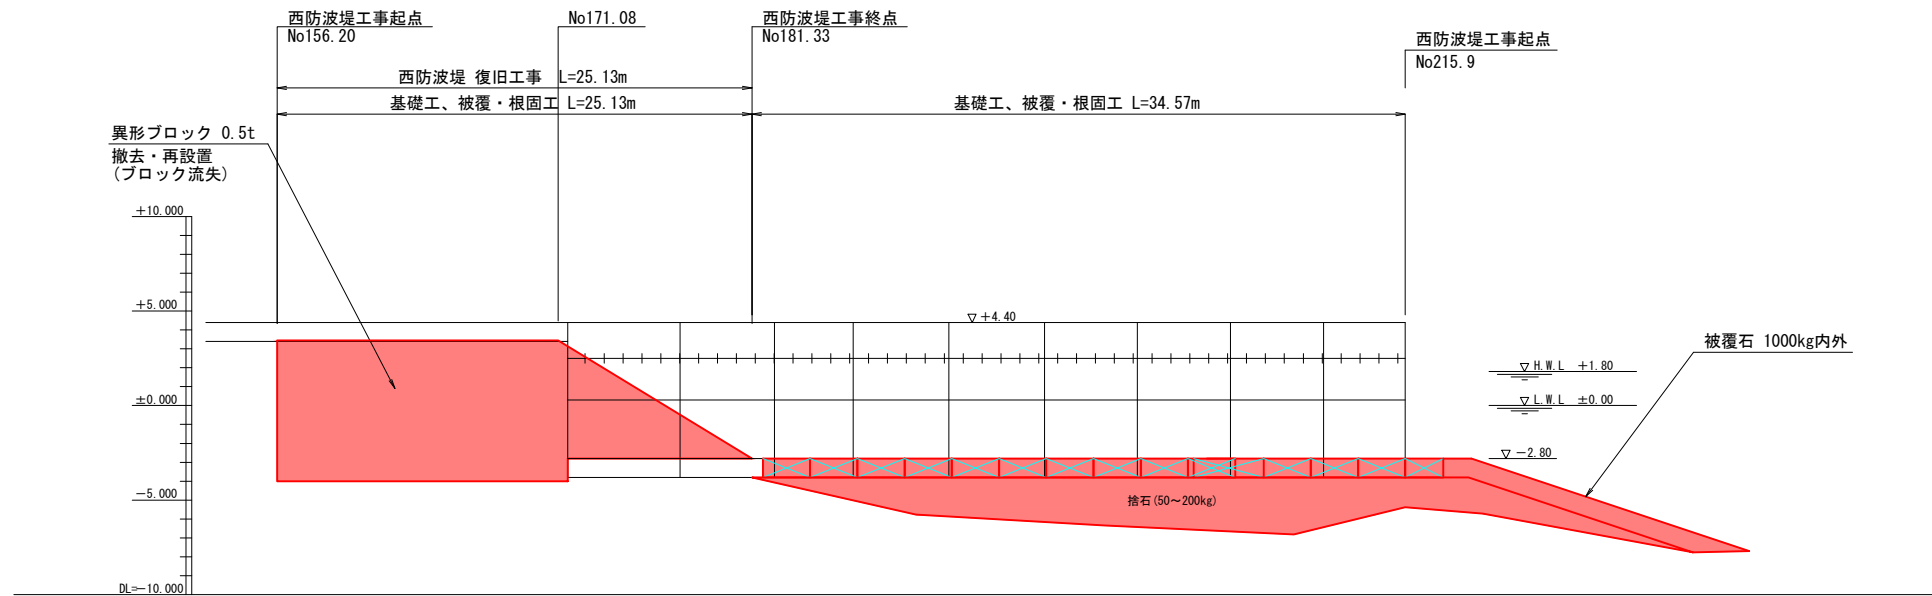 西防波堤工事起点
No156.20
No171.08
西防波堤工事終点
No181.33
西防波堤工事起点
No215.9
西防波堤 復旧工事 L=25.13m
基礎工、被覆・根固工 L=25.13m
基礎工、被覆・根固工 L=34.57m
異形ブロック 0.5t
撤去・再設置
(ブロック流失)
+10.000
+5.000
±0.000
-5.000
DL=-10.000
▽ +4.40
▽ H.W.L +1.80
▽ L.W.L ±0.00
▽ -2.80
被覆石 1000kg内外
捨石(50~200kg)